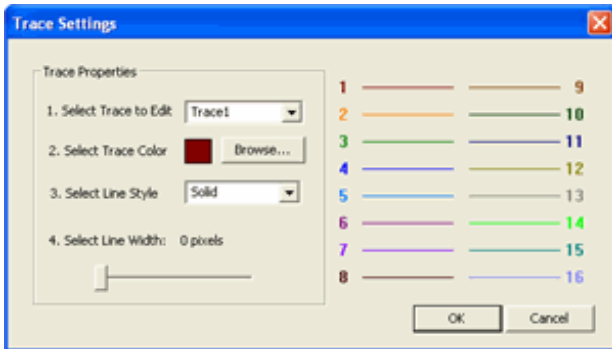 Trace Settings
Trace Properties
1. Select Trace to Edit Trace1
2. Select Trace Color Browse...
3. Select Line Style Solid
4. Select Line Width: 0 pixels
1 9
2 10
3 11
4 12
5 13
6 14
7 15
8 16
OK Cancel